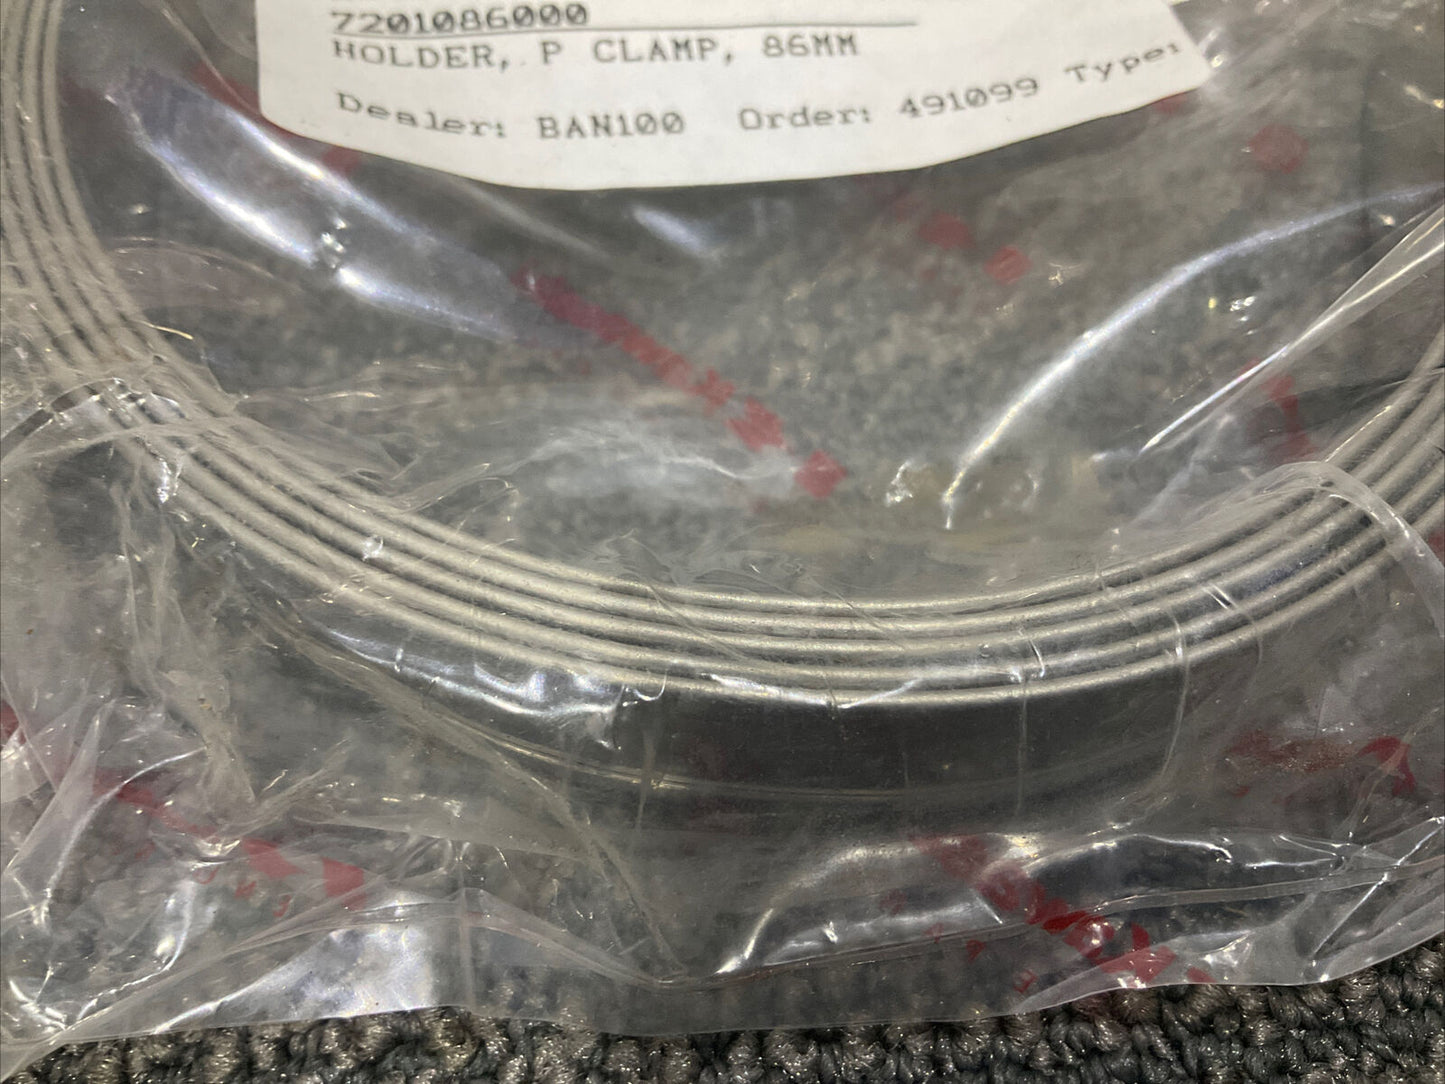 7201086000
HOLDER, P CLAMP, 86MM
Dealer: BAN100 Order: 491099 Type: